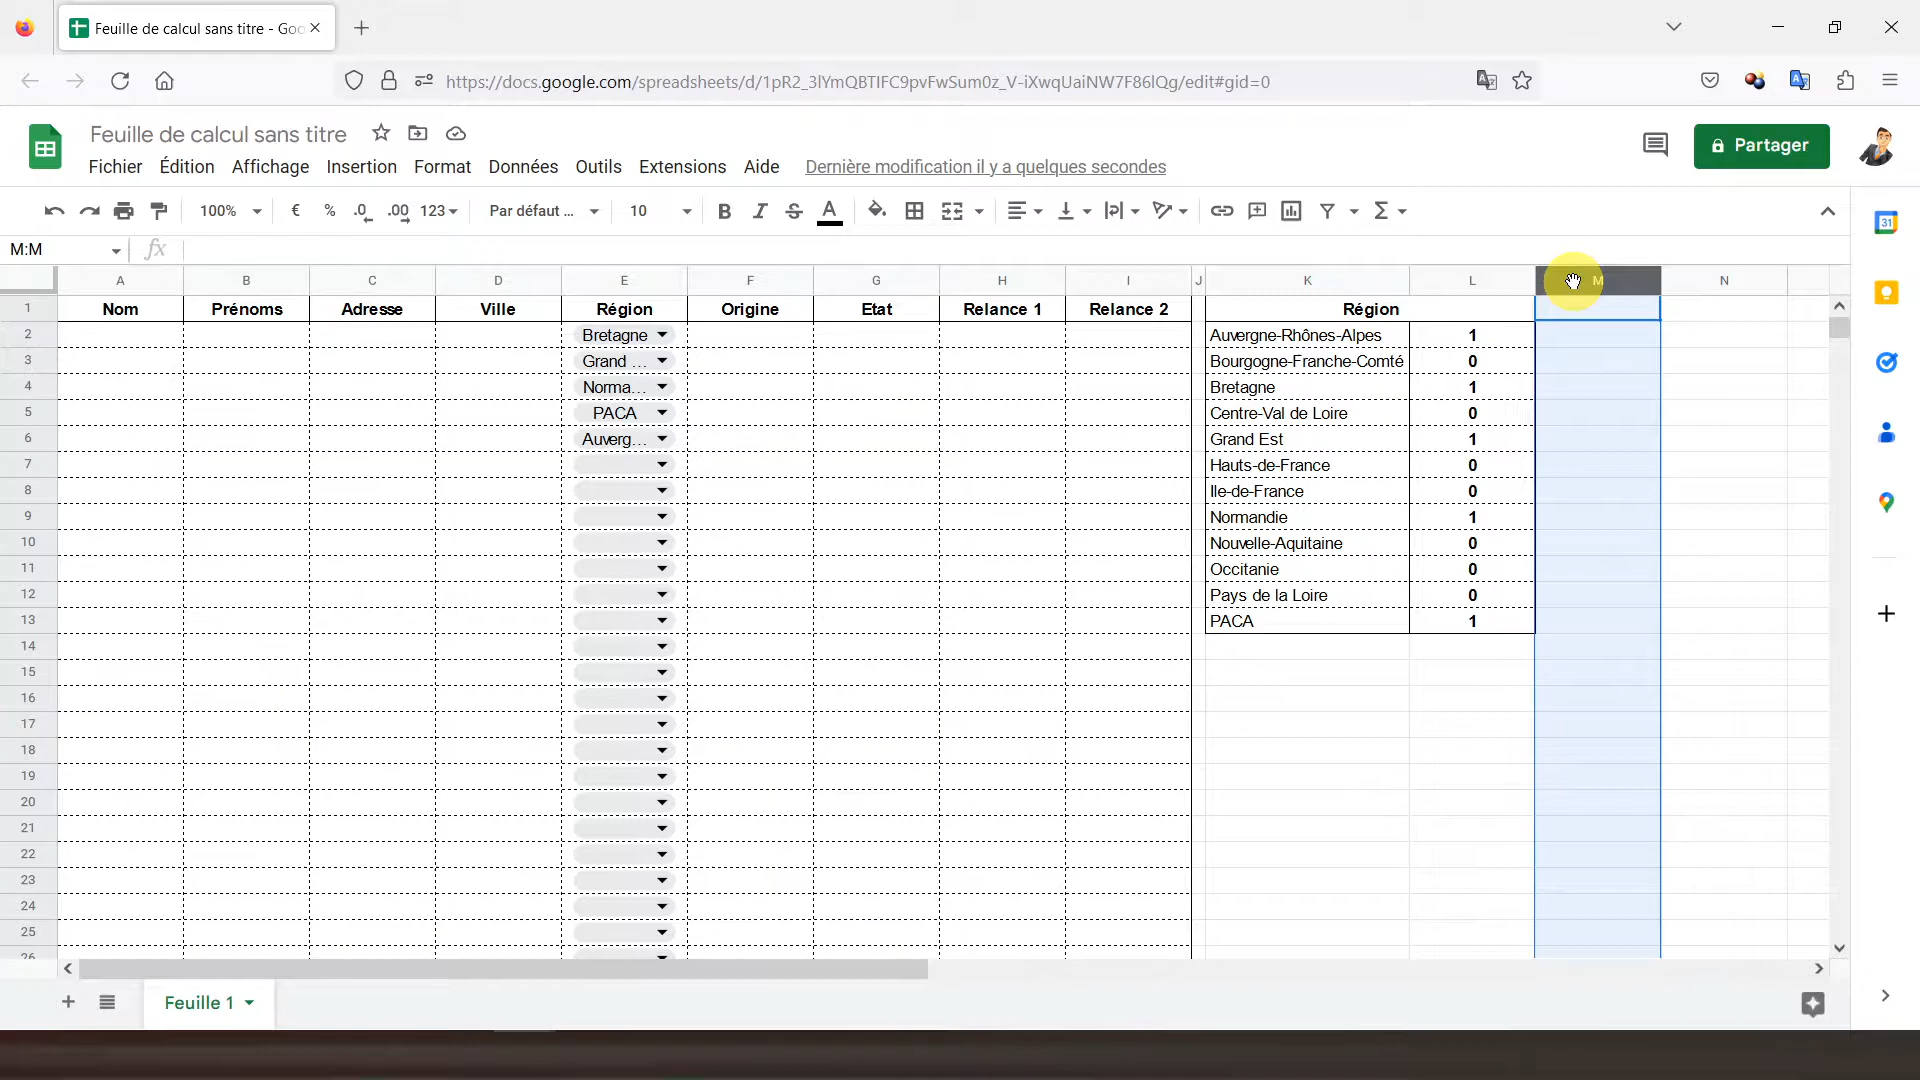 Feuille de calcul sans titre - Goo
https://docs.google.com/spreadsheets/d/1pR2_3lYmQBTIFC9pvFwSum0z_V-iXwqUaiNW7F86lQg/edit#gid=0
Feuille de calcul sans titre
Fichier Édition Affichage Insertion Format Données Outils Extensions Aide Dernière modification il y a quelques secondes
Partager
100% € % .0 .00 123 Par défaut ... 10 B I S A Σ
31
M:M fx
A B C D E F G H I J K L M N
1 Nom Prénoms Adresse Ville Région Origine Etat Relance 1 Relance 2 Région
2 Bretagne Auvergne-Rhônes-Alpes 1
3 Grand ... Bourgogne-Franche-Comté 0
4 Norma... Bretagne 1
5 PACA Centre-Val de Loire 0
6 Auverg... Grand Est 1
7 Hauts-de-France 0
8 Ile-de-France 0
9 Normandie 1
10 Nouvelle-Aquitaine 0
11 Occitanie 0
12 Pays de la Loire 0
13 PACA 1
14
15
16
17
18
19
20
21
22
23
24
25
26
Feuille 1